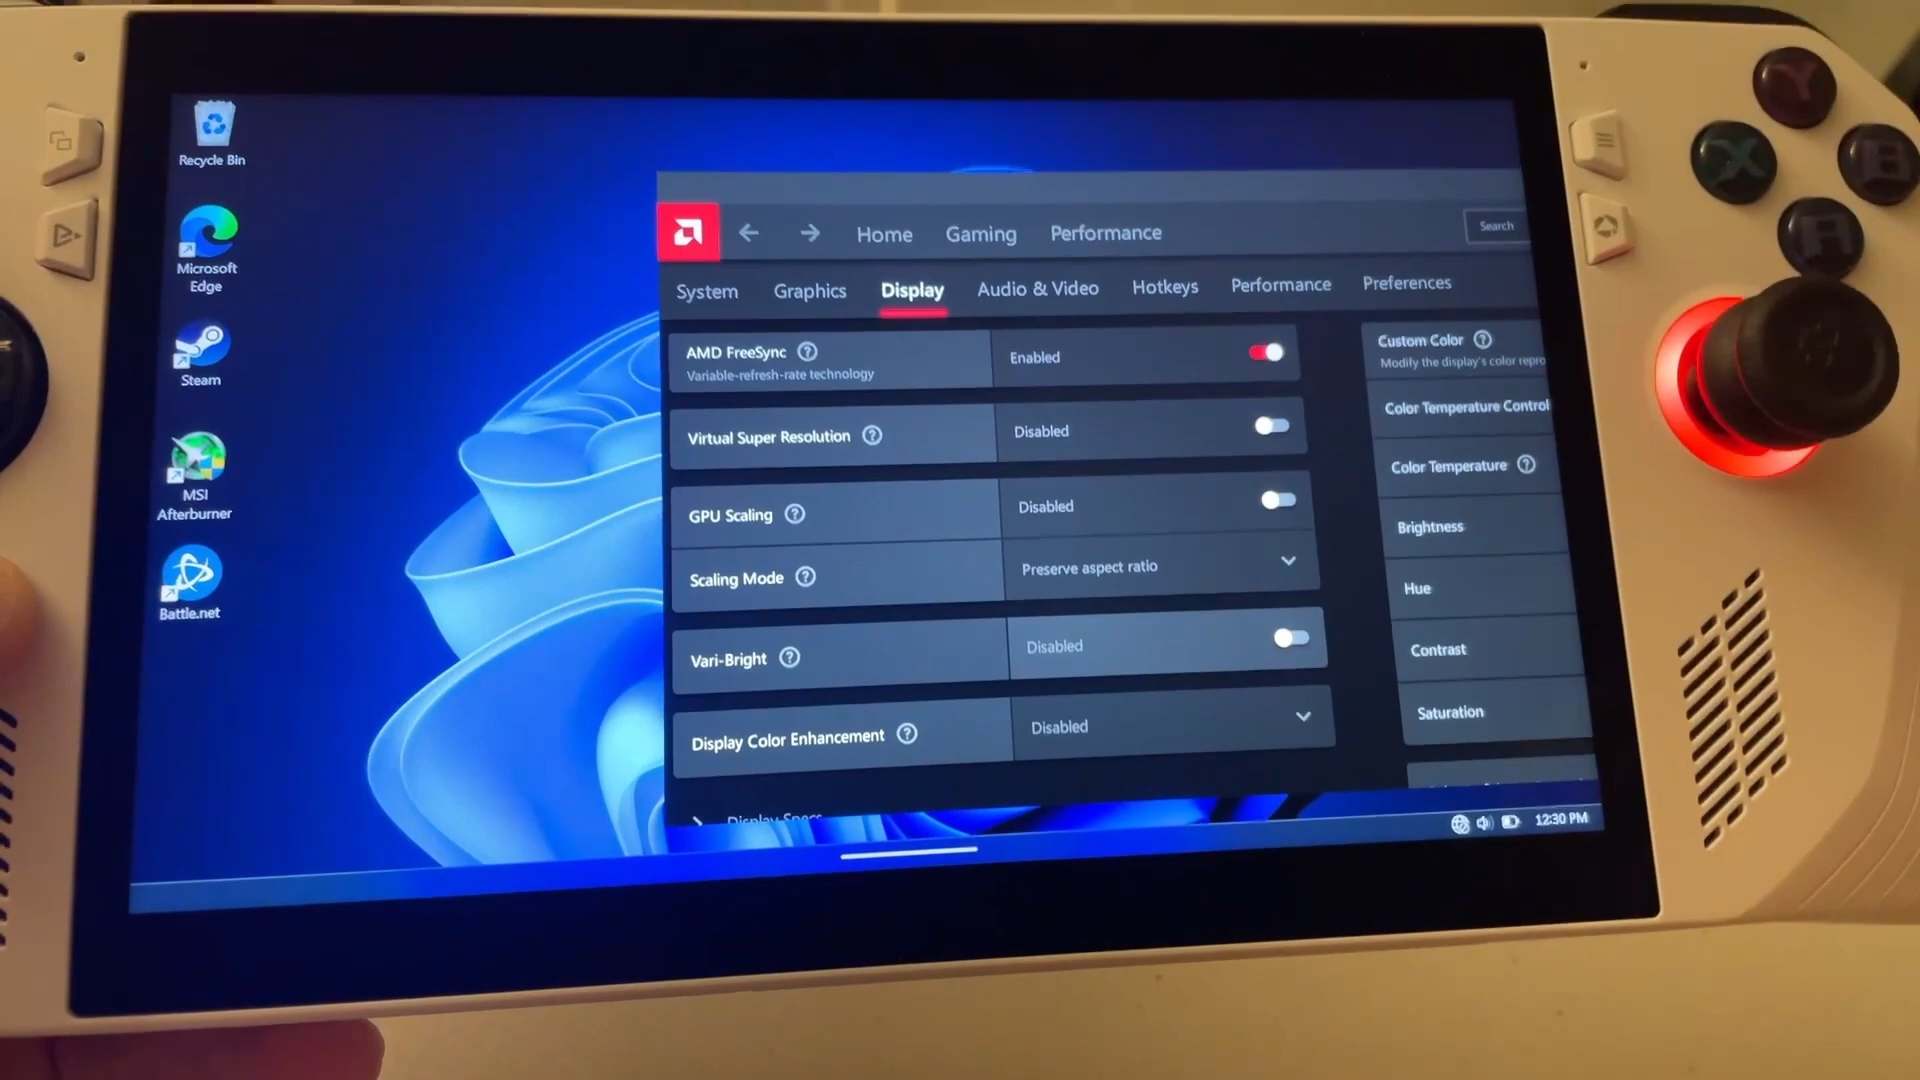 Recycle Bin
Microsoft
Edge
Steam
MSI
Afterburner
Battle.net
Home
Gaming
Performance
Search
System
Graphics
Display
Audio & Video
Hotkeys
Performance
Preferences
AMD FreeSync
Variable-refresh-rate technology
Enabled
Virtual Super Resolution
Disabled
GPU Scaling
Disabled
Scaling Mode
Preserve aspect ratio
Vari-Bright
Disabled
Display Color Enhancement
Disabled
Display Specs
Custom Color
Modify the display's color repro
Color Temperature Control
Color Temperature
Brightness
Hue
Contrast
Saturation
12:30 PM
Y
X
B
A